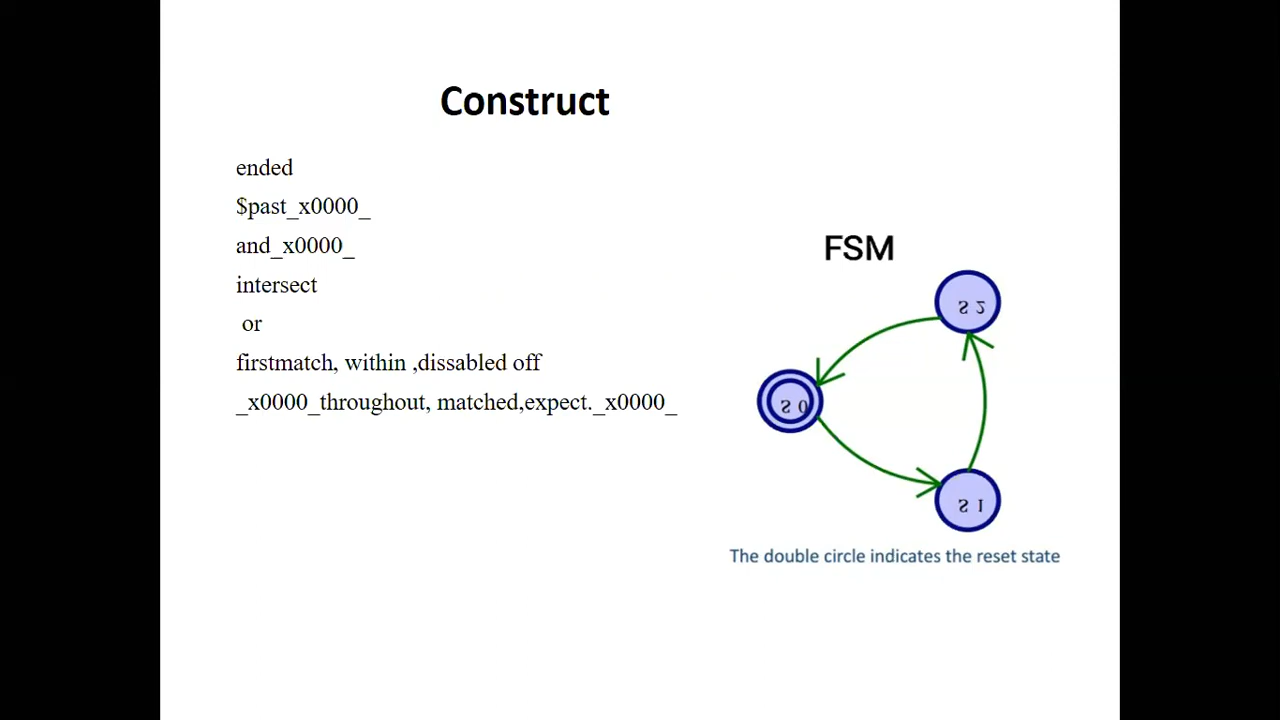 Construct
ended
$past_x0000_
and_x0000_
intersect
or
firstmatch, within ,dissabled off
_x0000_throughout, matched,expect._x0000_
FSM
S 2
S 0
S 1
The double circle indicates the reset state